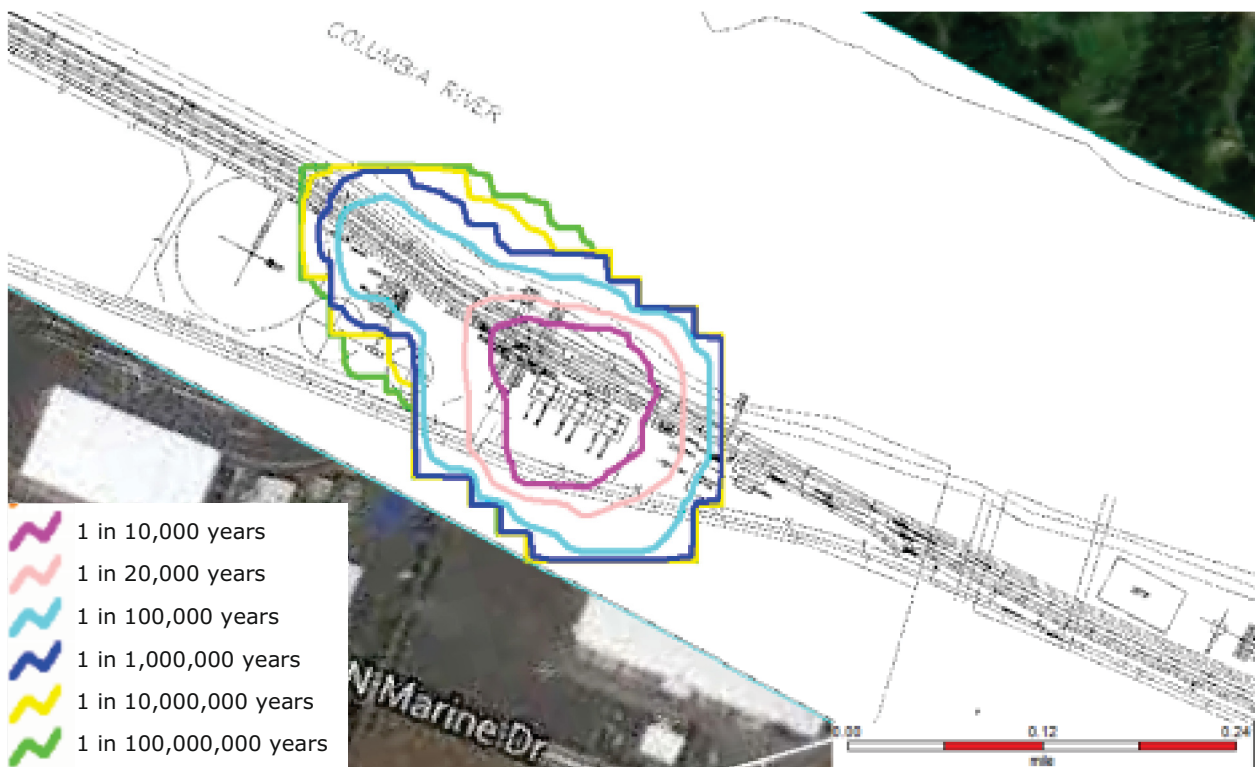 COLUMBIA RIVER
1 in 10,000 years
1 in 20,000 years
1 in 100,000 years
1 in 1,000,000 years
1 in 10,000,000 years
1 in 100,000,000 years
N Marine Dr
0.00 0.12 0.24
mile